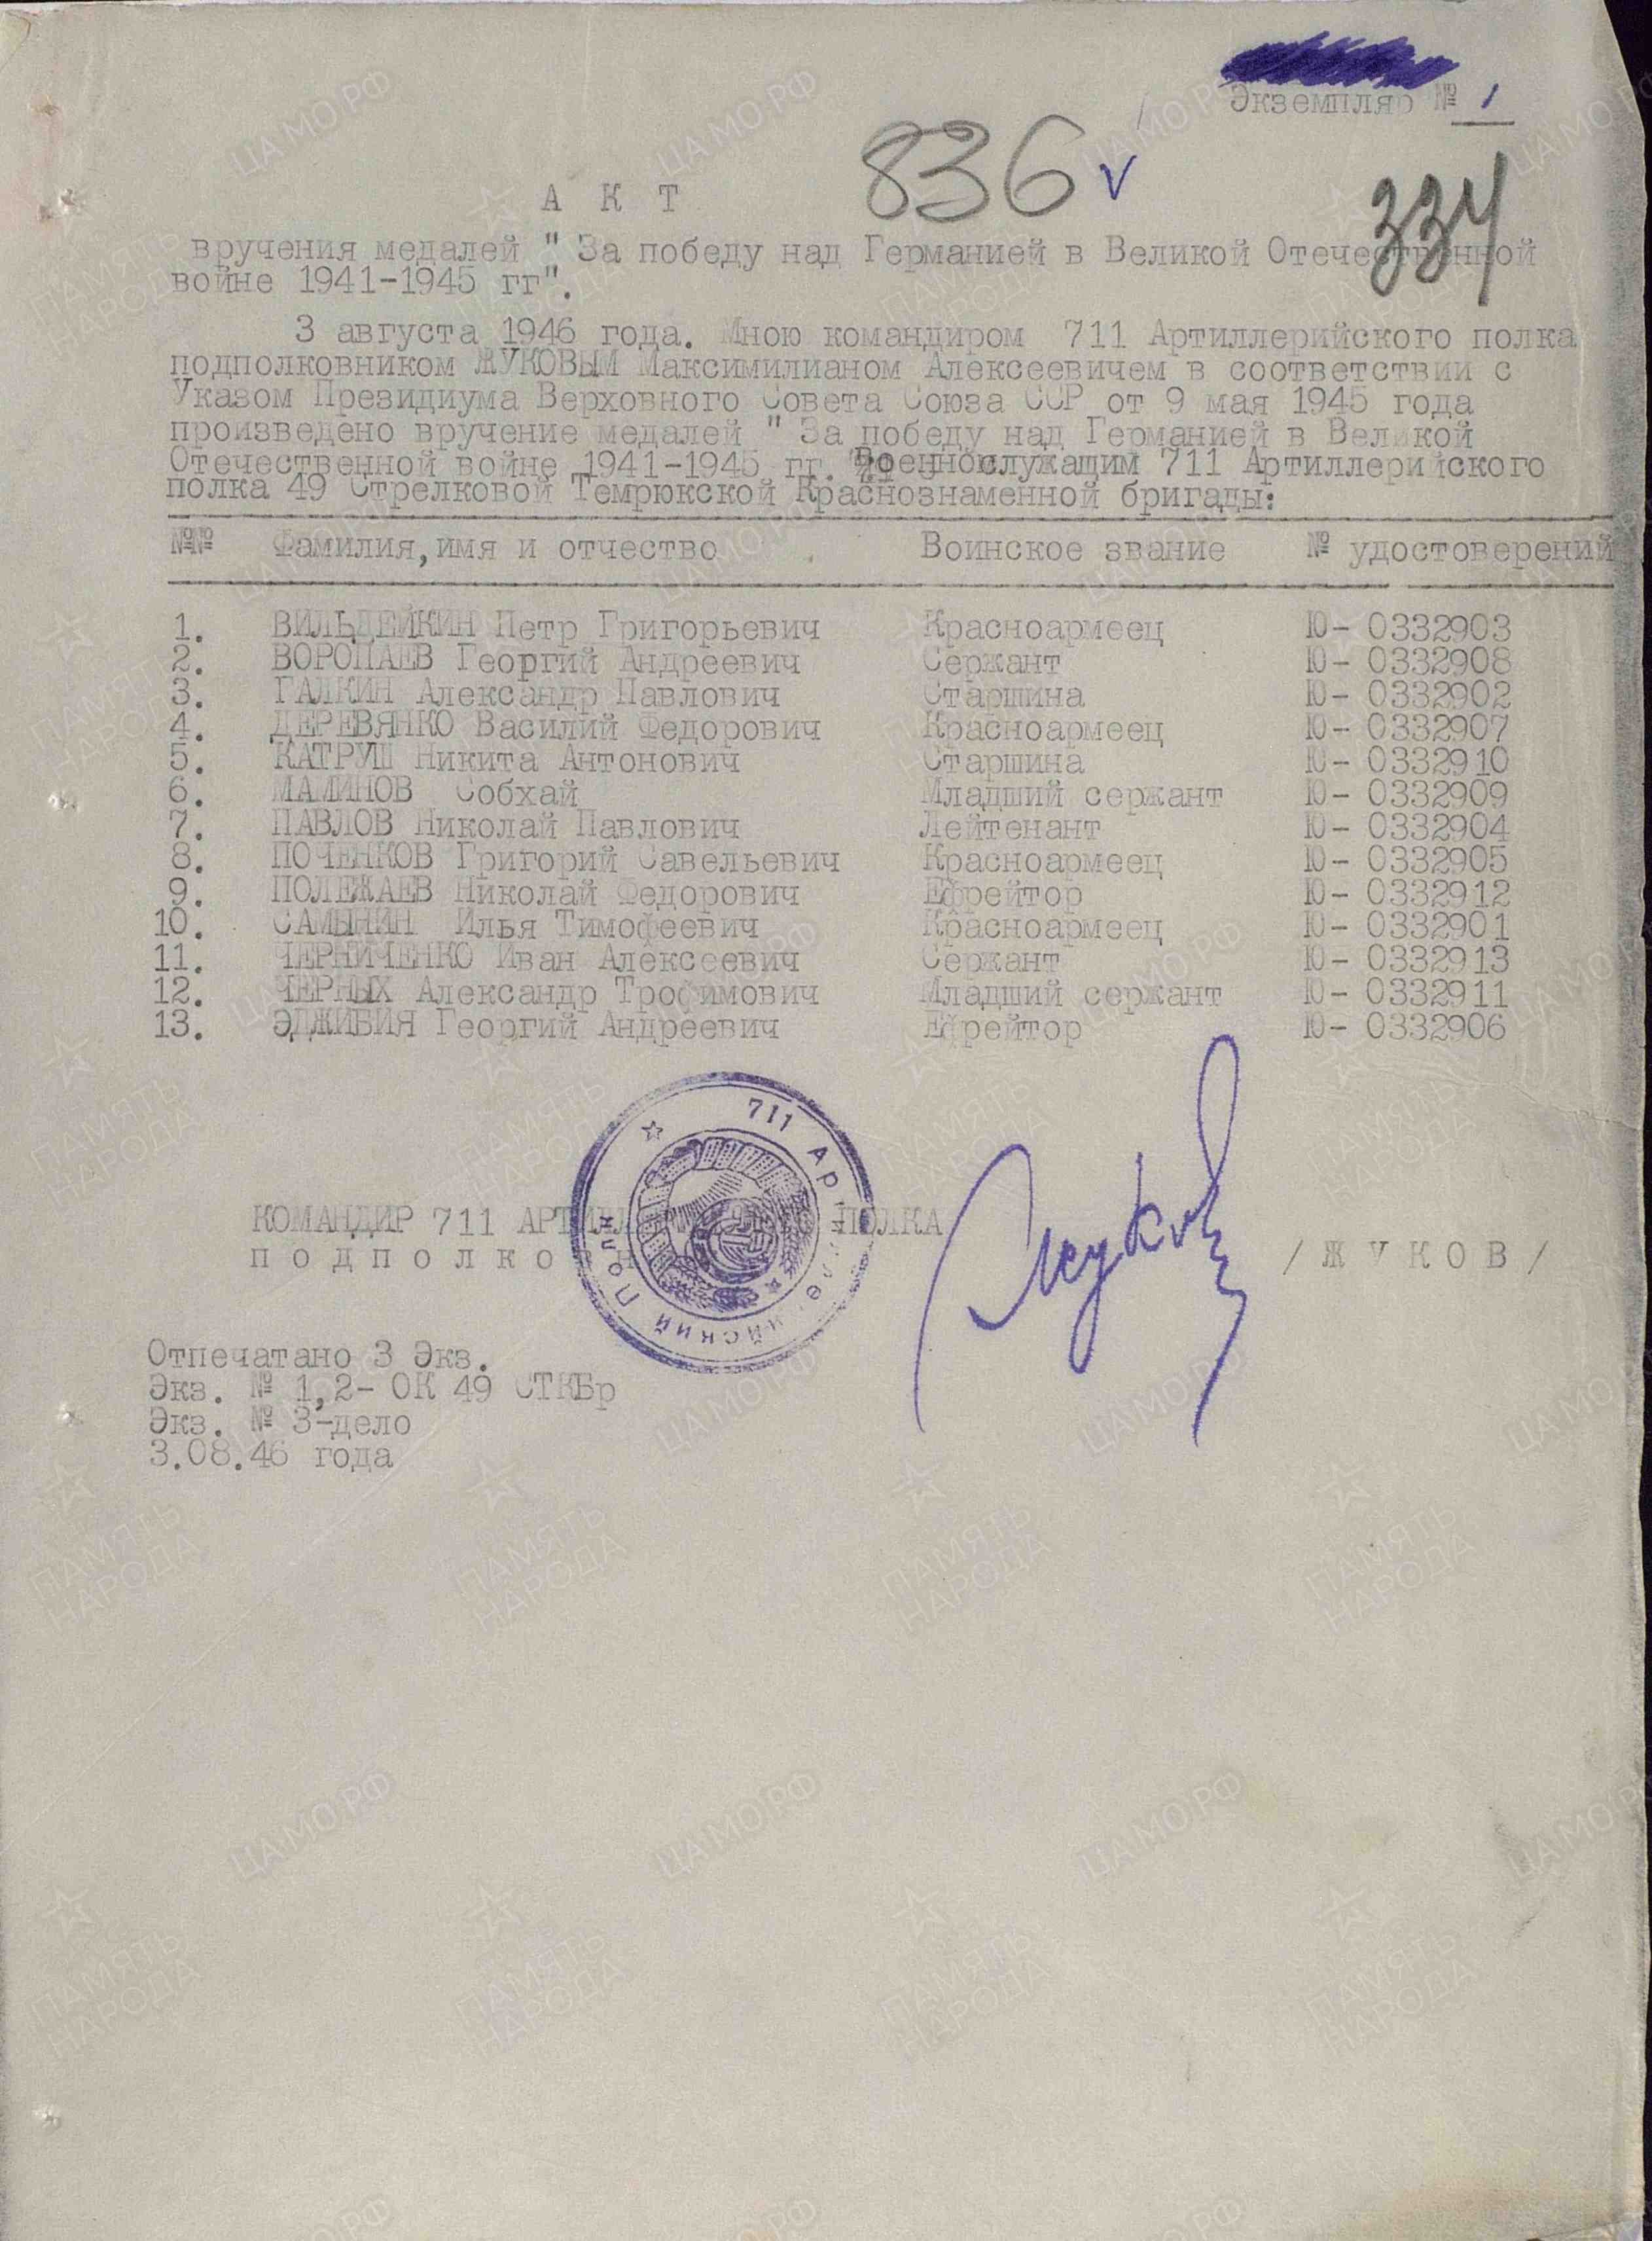 Экземпляр № 1
836 v
334
А К Т
вручения медалей " За победу над Германией в Великой Отечественной
войне 1941-1945 гг".
3 августа 1946 года. Мною командиром 711 Артиллерийского полка
подполковником ЖУКОВЫМ Максимилианом Алексеевичем в соответствии с
Указом Президиума Верховного Совета Союза ССР от 9 мая 1945 года
произведено вручение медалей " За победу над Германией в Великой
Отечественной войне 1941-1945 гг. Военнослужащим 711 Артиллерийского
полка 49 Стрелковой Темрюкской Краснознаменной бригады:
№№ Фамилия,имя и отчество Воинское звание № удостоверений
1. ВИЛЬДЕЙКИН Петр Григорьевич Красноармеец Ю- 0332903
2. ВОРОПАЕВ Георгий Андреевич Сержант Ю- 0332908
3. ГАЛКИН Александр Павлович Старшина Ю- 0332902
4. ДЕРЕВЯНКО Василий Федорович Красноармеец Ю- 0332907
5. КАТРУШ Никита Антонович Старшина Ю- 0332910
6. МАМИНОВ Собхай Младший сержант Ю- 0332909
7. ПАВЛОВ Николай Павлович Лейтенант Ю- 0332904
8. ПОЧЕНКОВ Григорий Савельевич Красноармеец Ю- 0332905
9. ПОЛЕЖАЕВ Николай Федорович Ефрейтор Ю- 0332912
10. САМЫНИН Илья Тимофеевич Красноармеец Ю- 0332901
11. ЧЕРНИЧЕНКО Иван Алексеевич Сержант Ю- 0332913
12. ЧЕРНЫХ Александр Трофимович Младший сержант Ю- 0332911
13. ЭДЖИБИЯ Георгий Андреевич Ефрейтор Ю- 0332906
711 Артиллерийский Полк
КОМАНДИР 711 АРТИЛ ПОЛКА
П О Д П О Л К О В Н
Жуков
/ Ж У К О В /
Отпечатано 3 Экз.
Экз. № 1,2- ОК 49 СТКБр
Экз. № 3-дело
3.08.46 года